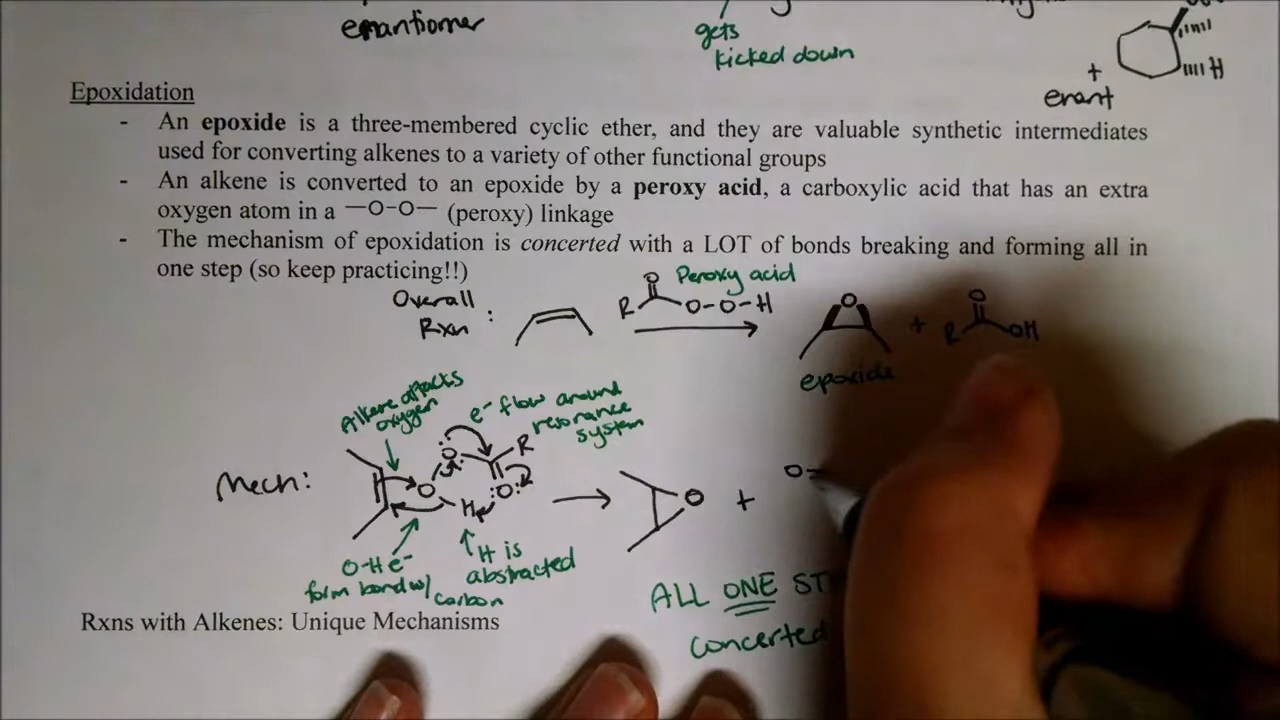 enantiomer
gets
kicked down
+
enant
H
Epoxidation
- An epoxide is a three-membered cyclic ether, and they are valuable synthetic intermediates
used for converting alkenes to a variety of other functional groups
- An alkene is converted to an epoxide by a peroxy acid, a carboxylic acid that has an extra
oxygen atom in a —O-O— (peroxy) linkage
- The mechanism of epoxidation is concerted with a LOT of bonds breaking and forming all in
one step (so keep practicing!!)
Overall
Rxn :
O
R O-O-H
Peroxy acid
O
epoxide
+
O
R OH
Alkene attacks
oxygen
e- flow around
resonance
system
Mech:
O R
O O
H
O
+
O=
O-H e-
form bond w/
carbon
H is
abstracted
ALL ONE ST
concerted
Rxns with Alkenes: Unique Mechanisms